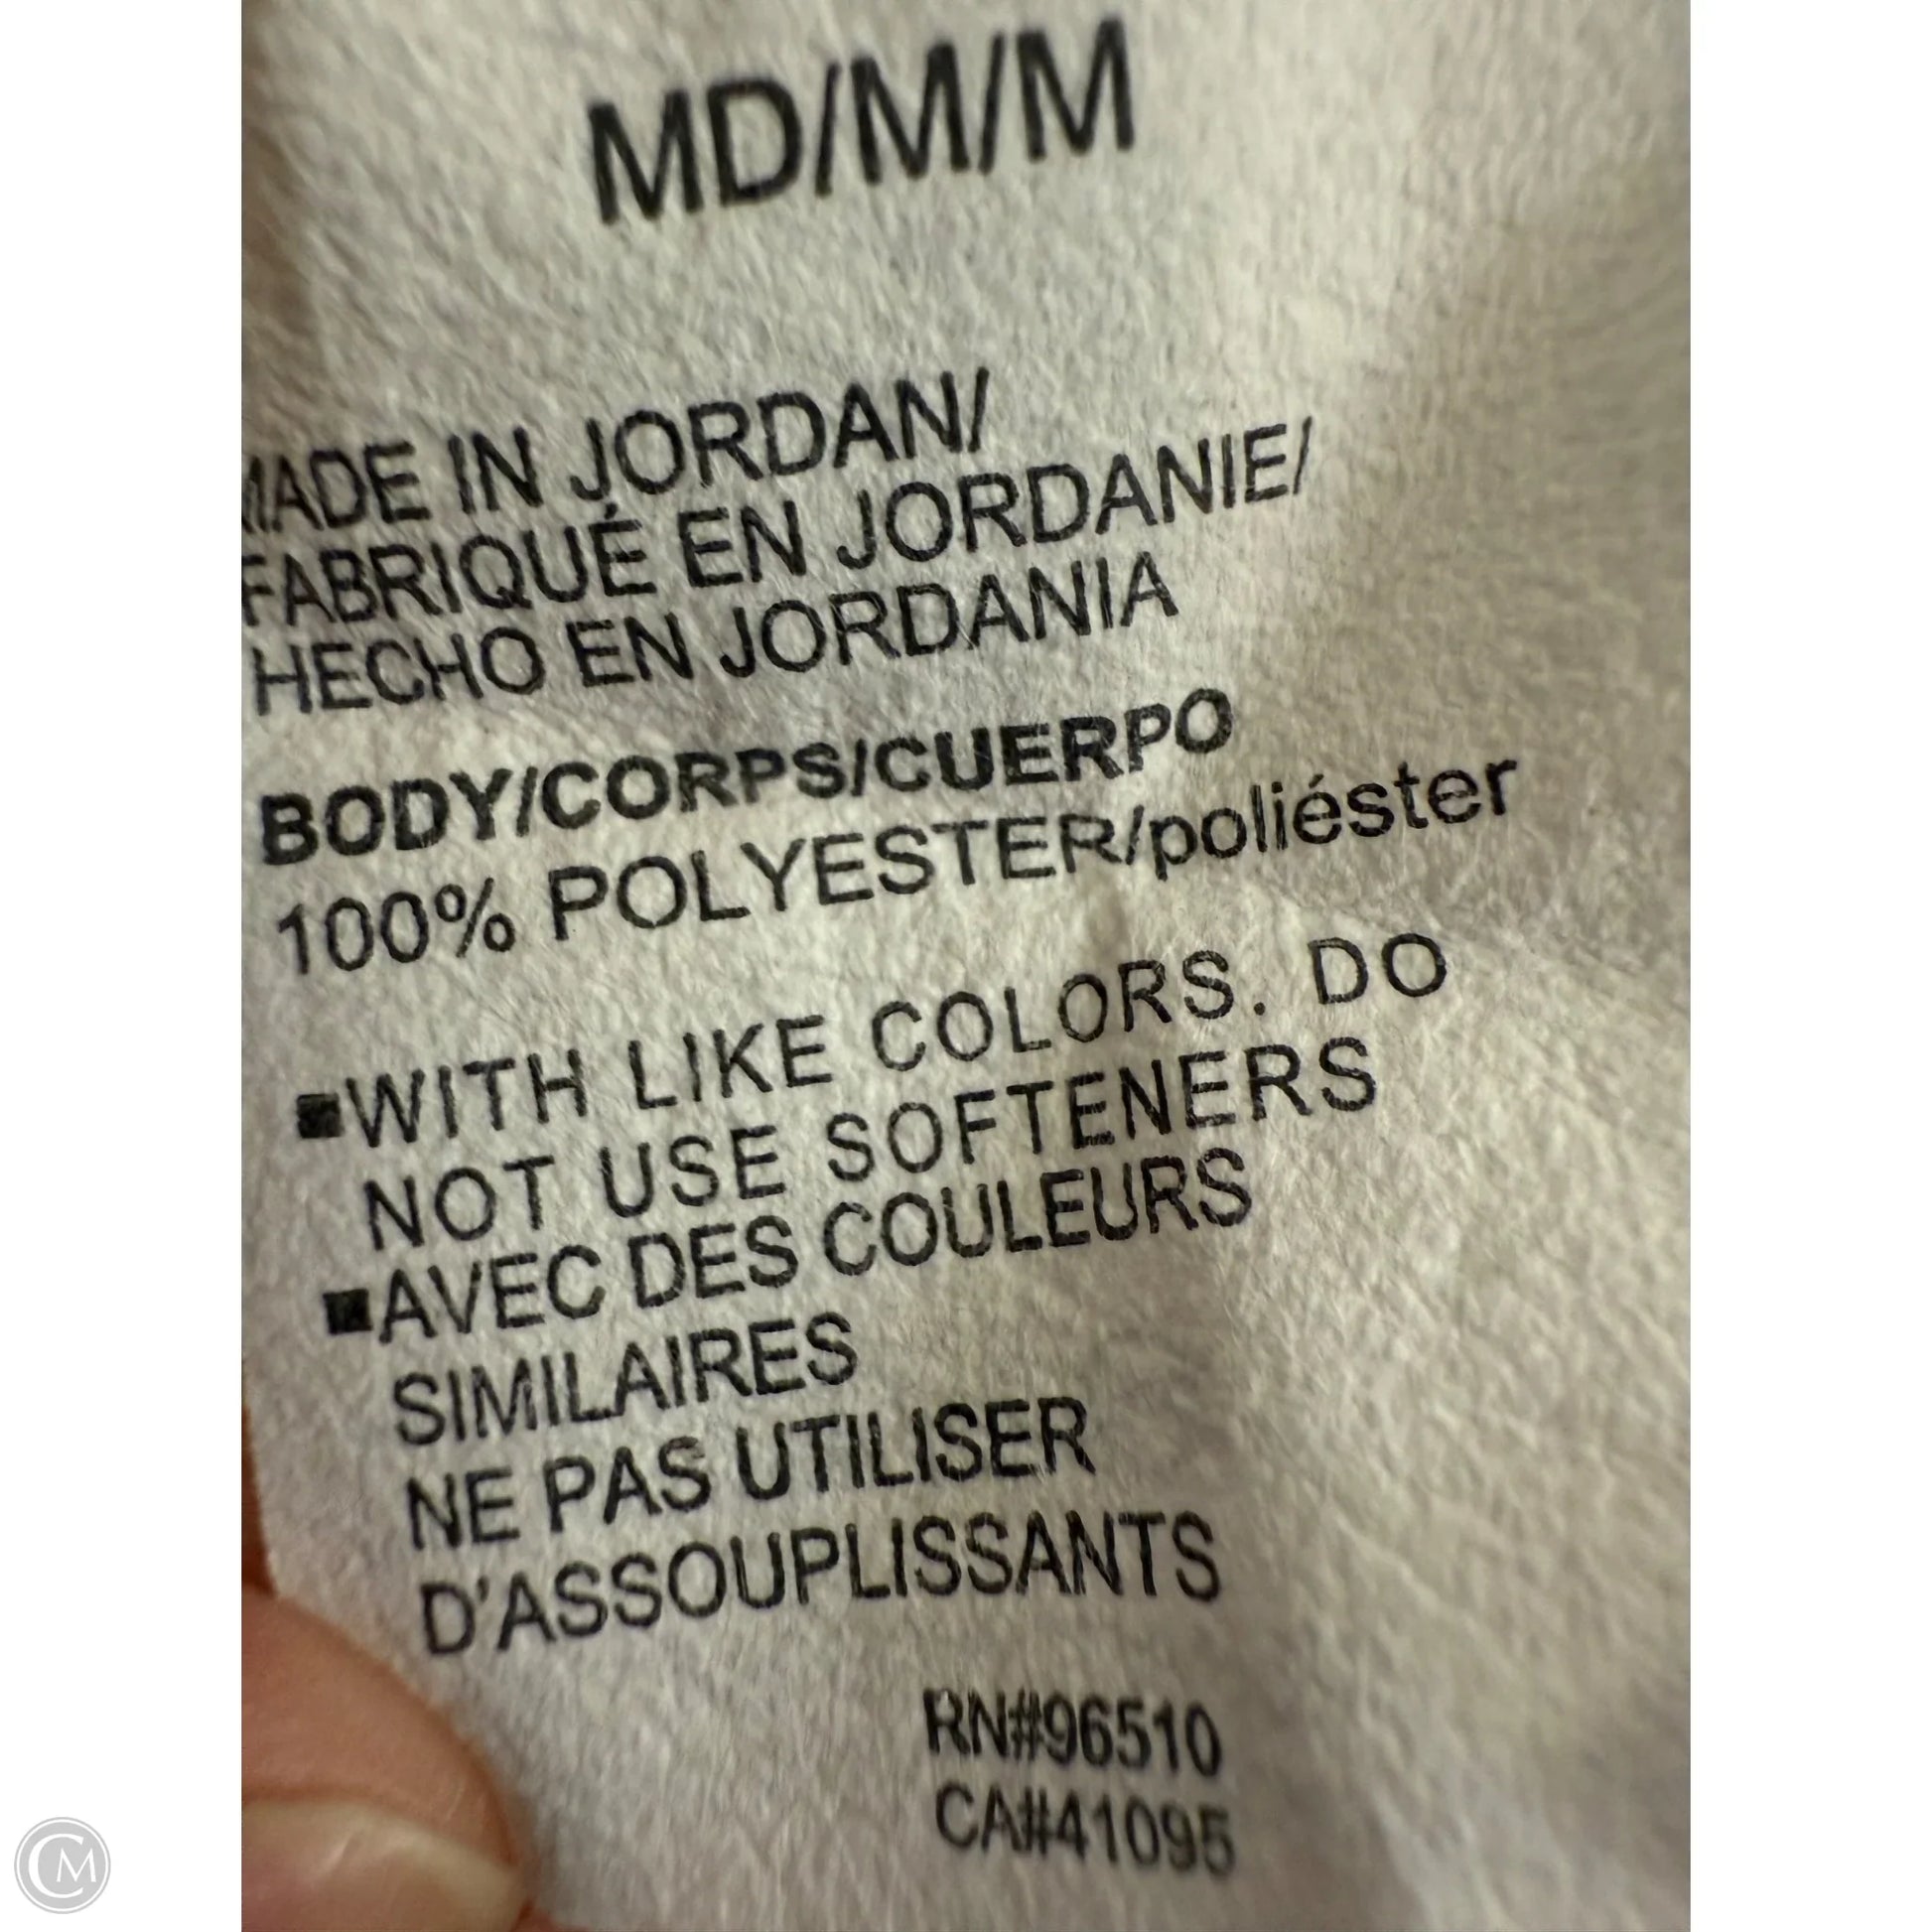 MD/M/M
MADE IN JORDAN/
FABRIQUÉ EN JORDANIE/
HECHO EN JORDANIA
BODY/CORPS/CUERPO
100% POLYESTER/poliéster
■WITH LIKE COLORS. DO
NOT USE SOFTENERS
■AVEC DES COULEURS
SIMILAIRES
NE PAS UTILISER
D'ASSOUPLISSANTS
RN#96510
CA#41095
CM